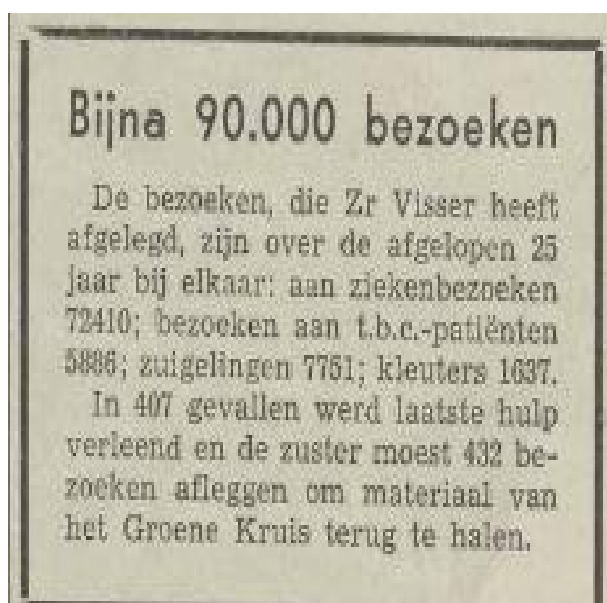 Bijna 90.000 bezoeken
De bezoeken, die Zr Visser heeft
afgelegd, zijn over de afgelopen 25
jaar bij elkaar: aan ziekenbezoeken
72410; bezoeken aan t.b.c.-patiënten
5886; zuigelingen 7751; kleuters 1637.
In 407 gevallen werd laatste hulp
verleend en de zuster moest 432 be-
zoeken afleggen om materiaal van
het Groene Kruis terug te halen.